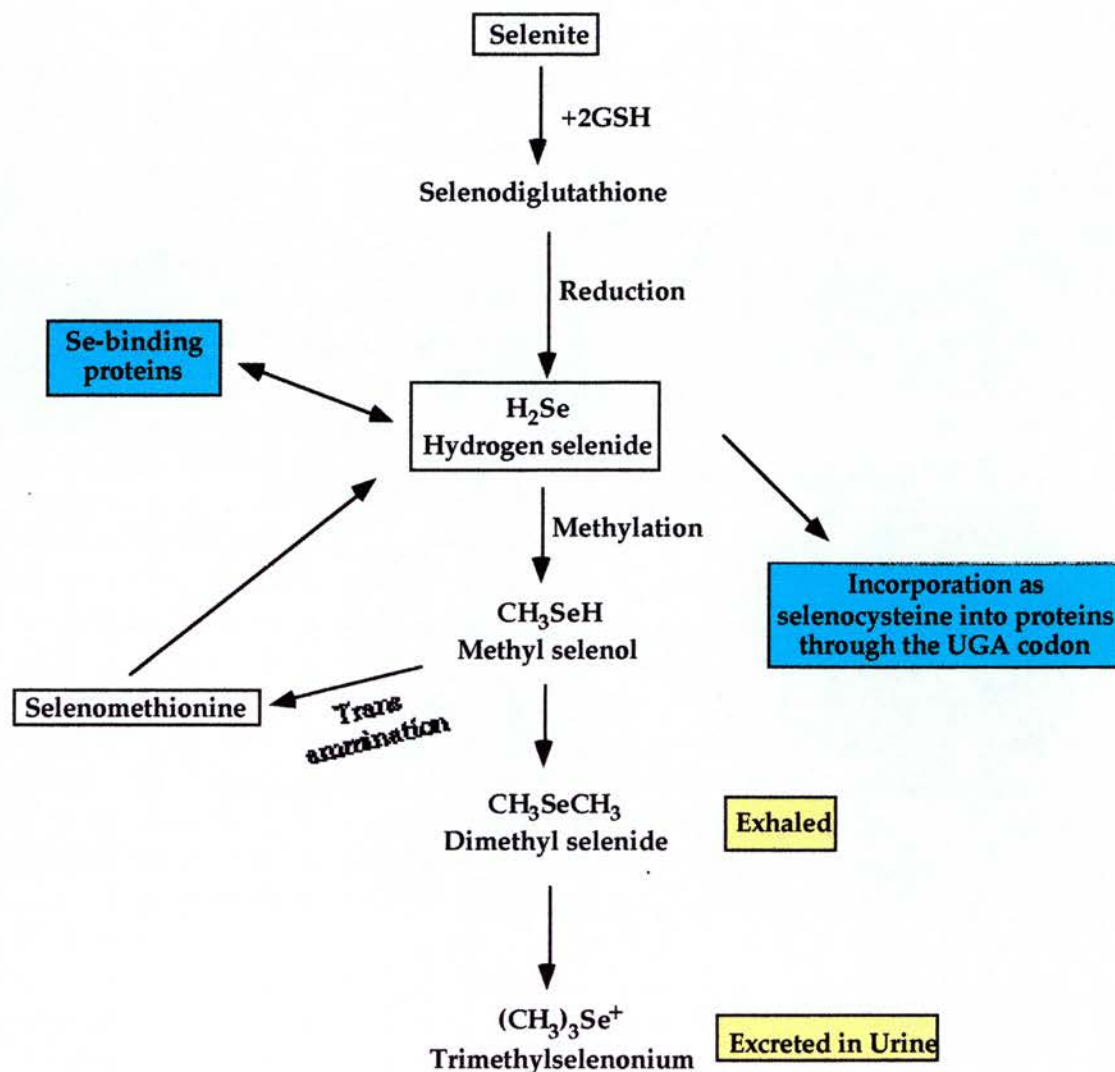 Selenite
+2GSH
Selenodiglutathione
Reduction
Se-binding
proteins
H₂Se
Hydrogen selenide
Methylation
Incorporation as
selenocysteine into proteins
through the UGA codon
CH₃SeH
Methyl selenol
Selenomethionine
Trans
ammination
CH₃SeCH₃
Dimethyl selenide
Exhaled
(CH₃)₃Se⁺
Trimethylselenonium
Excreted in Urine